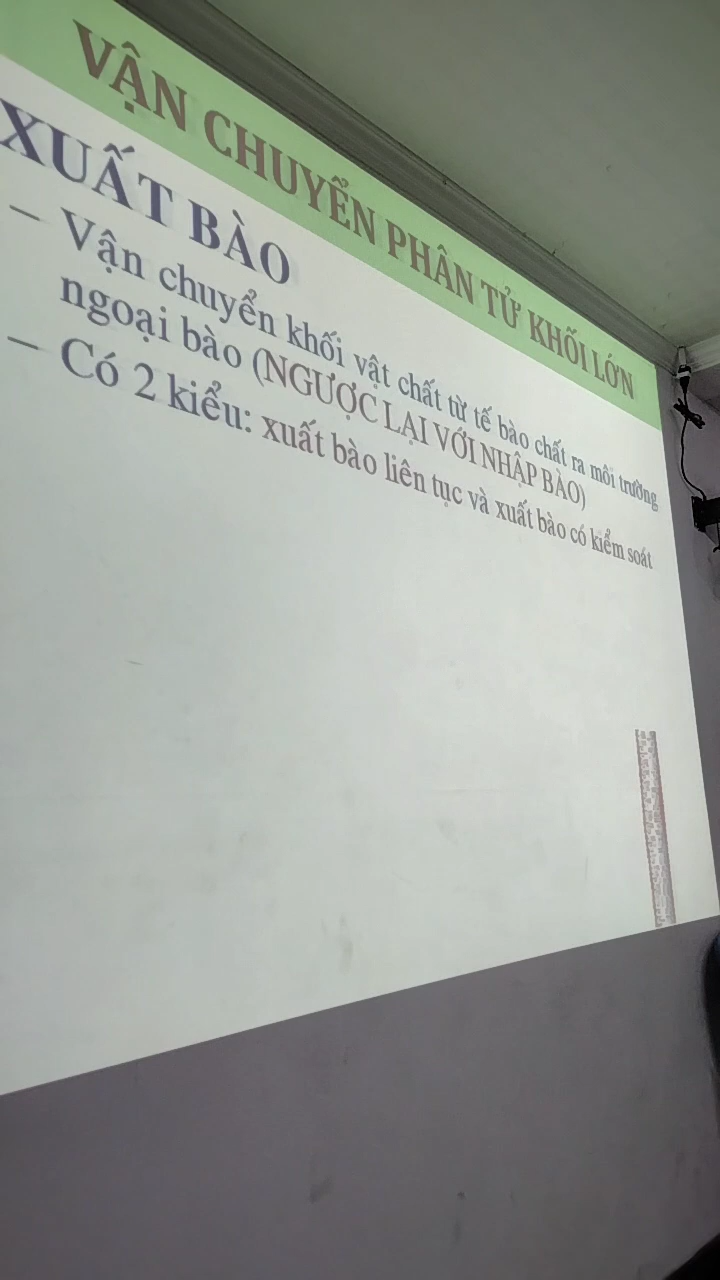 VẬN CHUYỂN PHÂN TỬ KHỐI LỚN
XUẤT BÀO
– Vận chuyển khối vật chất từ tế bào chất ra môi trường
ngoại bào (NGƯỢC LẠI VỚI NHẬP BÀO)
– Có 2 kiểu: xuất bào liên tục và xuất bào có kiểm soát